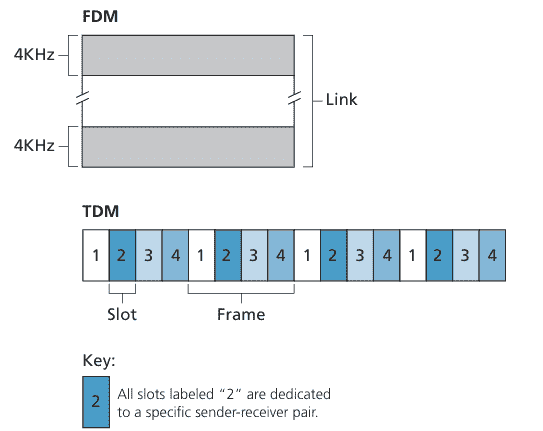 FDM
4KHz
Link
4KHz
TDM
1 2 3 4 1 2 3 4 1 2 3 4 1 2 3 4
Slot Frame
Key:
2
All slots labeled “2” are dedicated
to a specific sender-receiver pair.